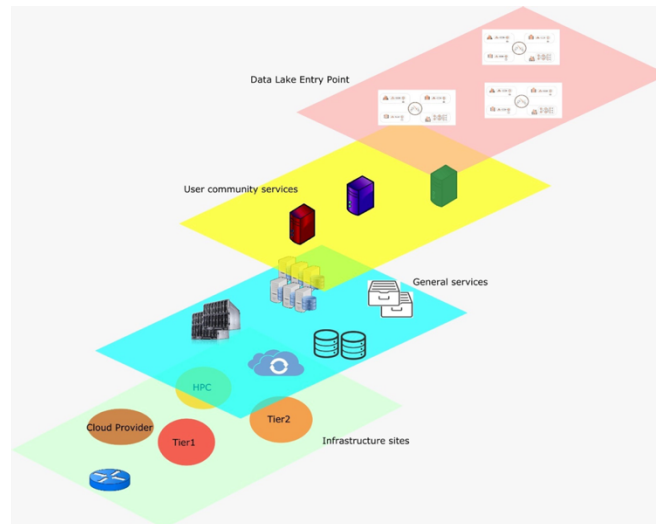 Data Lake Entry Point
User community services
General services
HPC
Cloud Provider
Tier1
Tier2
Infrastructure sites